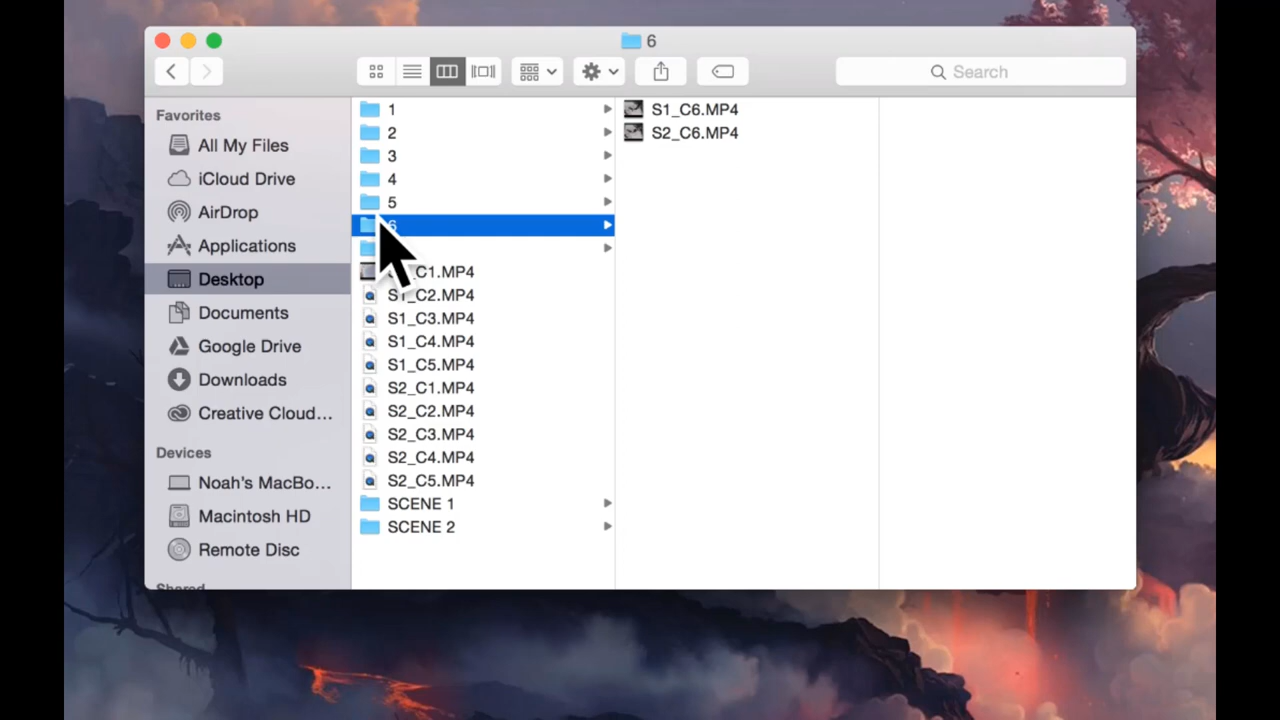 6
Search
Favorites
All My Files
iCloud Drive
AirDrop
Applications
Desktop
Documents
Google Drive
Downloads
Creative Cloud...
Devices
Noah's MacBo...
Macintosh HD
Remote Disc
Shared
1
2
3
4
5
6
C1.MP4
S1_C2.MP4
S1_C3.MP4
S1_C4.MP4
S1_C5.MP4
S2_C1.MP4
S2_C2.MP4
S2_C3.MP4
S2_C4.MP4
S2_C5.MP4
SCENE 1
SCENE 2
S1_C6.MP4
S2_C6.MP4